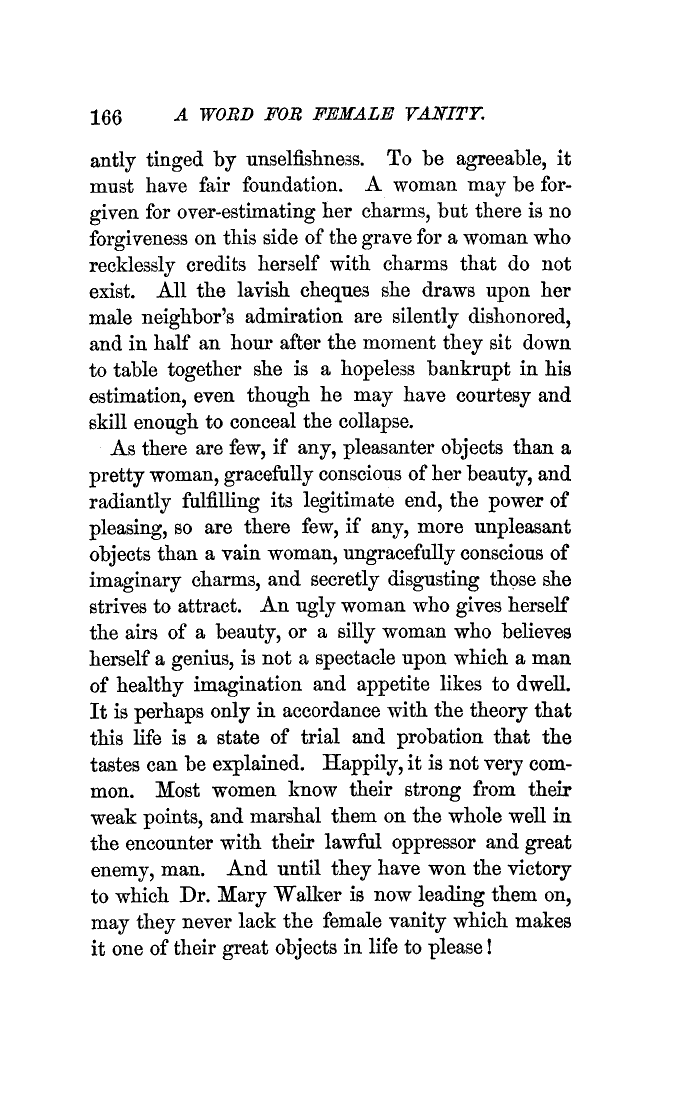 166 A WORD FOR FEMALE VANITY.
antly tinged by unselfishness. To be agreeable, it
must have fair foundation. A woman may be for-
given for over-estimating her charms, but there is no
forgiveness on this side of the grave for a woman who
recklessly credits herself with charms that do not
exist. All the lavish cheques she draws upon her
male neighbor's admiration are silently dishonored,
and in half an hour after the moment they sit down
to table together she is a hopeless bankrupt in his
estimation, even though he may have courtesy and
skill enough to conceal the collapse.
As there are few, if any, pleasanter objects than a
pretty woman, gracefully conscious of her beauty, and
radiantly fulfilling its legitimate end, the power of
pleasing, so are there few, if any, more unpleasant
objects than a vain woman, ungracefully conscious of
imaginary charms, and secretly disgusting those she
strives to attract. An ugly woman who gives herself
the airs of a beauty, or a silly woman who believes
herself a genius, is not a spectacle upon which a man
of healthy imagination and appetite likes to dwell.
It is perhaps only in accordance with the theory that
this life is a state of trial and probation that the
tastes can be explained. Happily, it is not very com-
mon. Most women know their strong from their
weak points, and marshal them on the whole well in
the encounter with their lawful oppressor and great
enemy, man. And until they have won the victory
to which Dr. Mary Walker is now leading them on,
may they never lack the female vanity which makes
it one of their great objects in life to please!